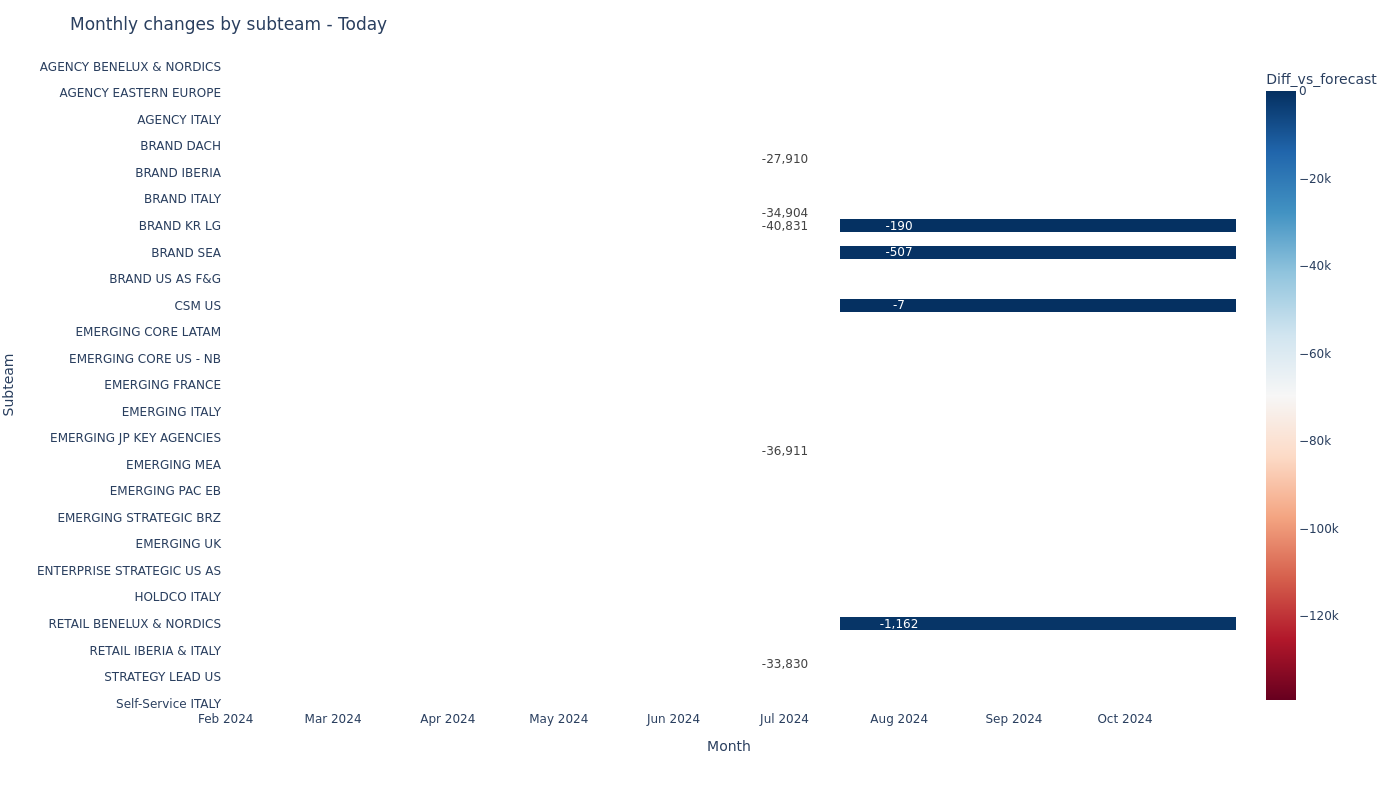 Monthly changes by subteam - Today
Diff_vs_forecast
AGENCY BENELUX & NORDICS
AGENCY EASTERN EUROPE
AGENCY ITALY
BRAND DACH
-27,910
BRAND IBERIA
BRAND ITALY
-34,904
BRAND KR LG
-40,831
-190
BRAND SEA
-507
BRAND US AS F&G
CSM US
-7
EMERGING CORE LATAM
EMERGING CORE US - NB
EMERGING FRANCE
EMERGING ITALY
EMERGING JP KEY AGENCIES
-36,911
EMERGING MEA
EMERGING PAC EB
EMERGING STRATEGIC BRZ
EMERGING UK
ENTERPRISE STRATEGIC US AS
HOLDCO ITALY
RETAIL BENELUX & NORDICS
-1,162
RETAIL IBERIA & ITALY
-33,830
STRATEGY LEAD US
Self-Service ITALY
Subteam
Feb 2024
Mar 2024
Apr 2024
May 2024
Jun 2024
Jul 2024
Aug 2024
Sep 2024
Oct 2024
Month
0
−20k
−40k
−60k
−80k
−100k
−120k